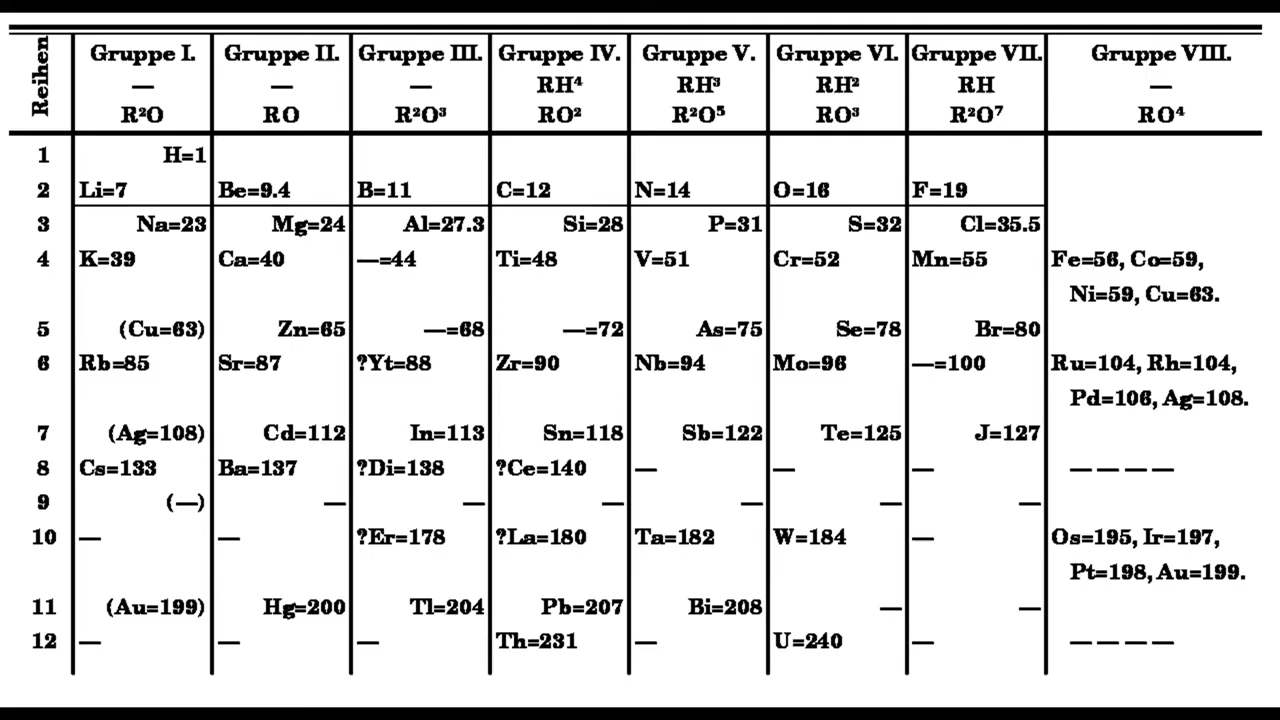 Reihen Gruppe I. Gruppe II. Gruppe III. Gruppe IV. Gruppe V. Gruppe VI. Gruppe VII. Gruppe VIII.
— — — RH⁴ RH³ RH² RH —
R²O RO R²O³ RO² R²O⁵ RO³ R²O⁷ RO⁴
1 H=1
2 Li=7 Be=9.4 B=11 C=12 N=14 O=16 F=19
3 Na=23 Mg=24 Al=27.3 Si=28 P=31 S=32 Cl=35.5
4 K=39 Ca=40 —=44 Ti=48 V=51 Cr=52 Mn=55 Fe=56, Co=59,
Ni=59, Cu=63.
5 (Cu=63) Zn=65 —=68 —=72 As=75 Se=78 Br=80
6 Rb=85 Sr=87 ?Yt=88 Zr=90 Nb=94 Mo=96 —=100 Ru=104, Rh=104,
Pd=106, Ag=108.
7 (Ag=108) Cd=112 In=113 Sn=118 Sb=122 Te=125 J=127
8 Cs=133 Ba=137 ?Di=138 ?Ce=140 — — — — — — —
9 (—) — — — — — —
10 — — ?Er=178 ?La=180 Ta=182 W=184 — Os=195, Ir=197,
Pt=198, Au=199.
11 (Au=199) Hg=200 Tl=204 Pb=207 Bi=208 — —
12 — — — Th=231 — U=240 — — — — —